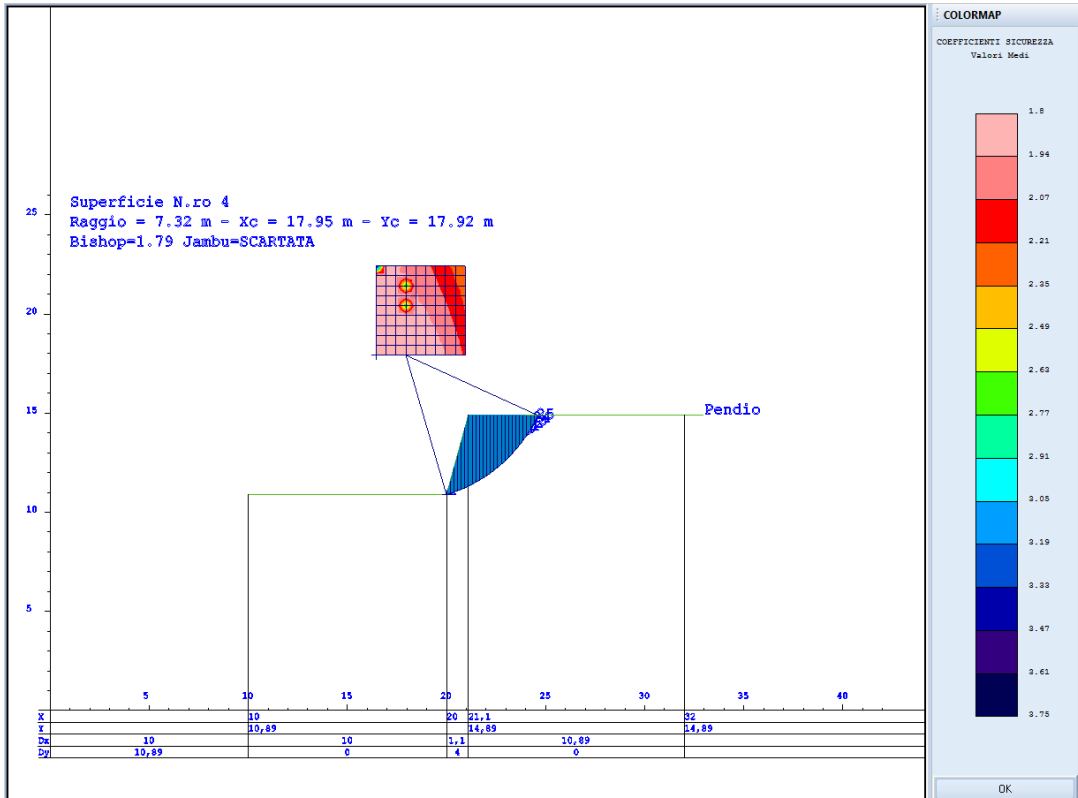 COLORMAP
COEFFICIENTI SICUREZZA
Valori Medi
1.8
1.94
2.07
2.21
2.35
2.49
2.63
2.77
2.91
3.05
3.19
3.33
3.47
3.61
3.75
OK
Superficie N.ro 4
Raggio = 7.32 m - Xc = 17.95 m - Yc = 17.92 m
Bishop=1.79 Jambu=SCARTATA
25
20
15
10
5
Pendio
5 10 15 20 25 30 35 40
X 10 20 21,1 32
Y 10,89 14,89 14,89
Dx 10 10 1,1 10,89
Dy 10,89 0 4 0